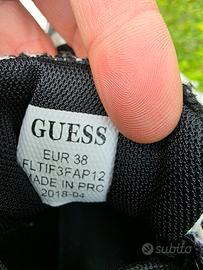 GUESS
EUR 38
FLTIF3FAP12
MADE IN PRC
2018-04
subito